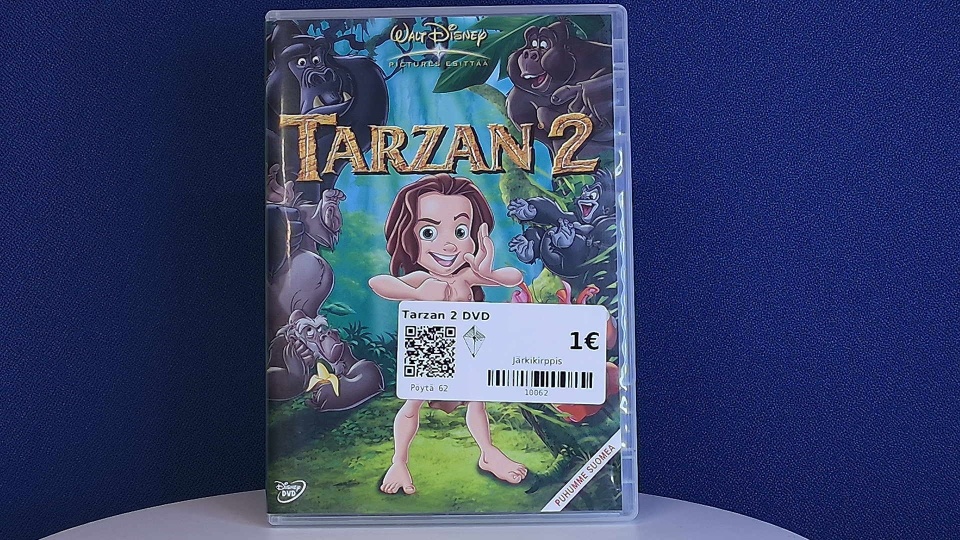 WALT DISNEY
PICTURES ESITTÄÄ
TARZAN 2
Tarzan 2 DVD
1€
Järkikirppis
Pöytä 62
10062
PUHUMME SUOMEA
Disney
DVD